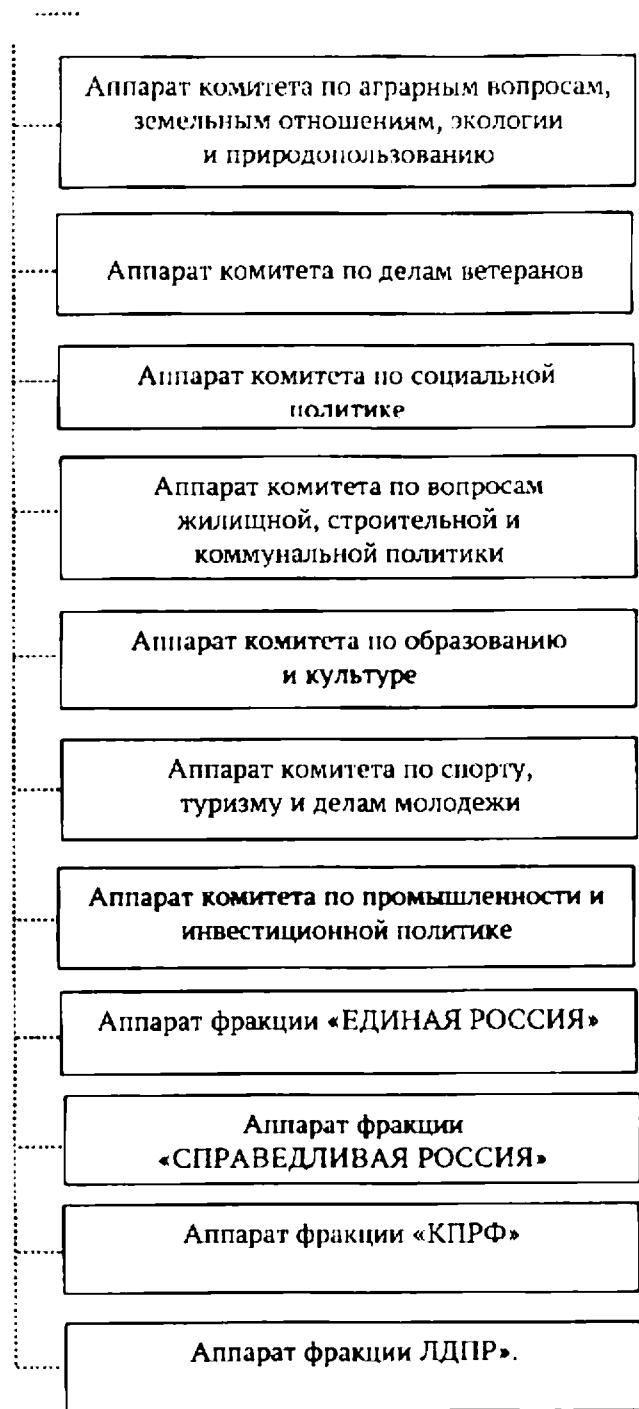 Аппарат комитета по аграрным вопросам,
земельным отношениям, экологии
и природопользованию
Аппарат комитета по делам ветеранов
Аппарат комитета по социальной
политике
Аппарат комитета по вопросам
жилищной, строительной и
коммунальной политики
Аппарат комитета по образованию
и культуре
Аппарат комитета по спорту,
туризму и делам молодежи
Аппарат комитета по промышленности и
инвестиционной политике
Аппарат фракции «ЕДИНАЯ РОССИЯ»
Аппарат фракции
«СПРАВЕДЛИВАЯ РОССИЯ»
Аппарат фракции «КПРФ»
Аппарат фракции ЛДПР».